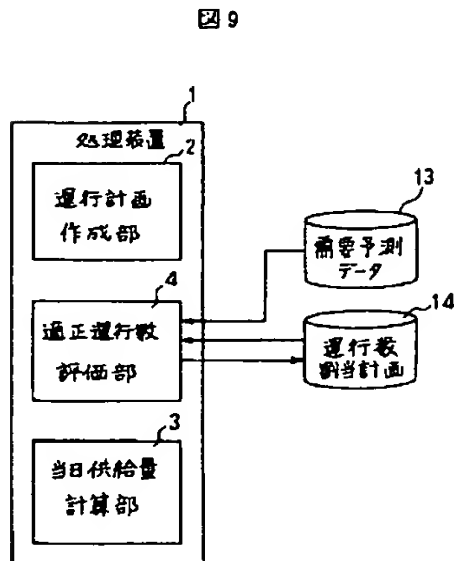 図9
1
処理装置
2
運行計画
作成部
13
需要予測
データ
4
適正運行数
評価部
14
運行数
割当計画
3
当日供給量
計算部